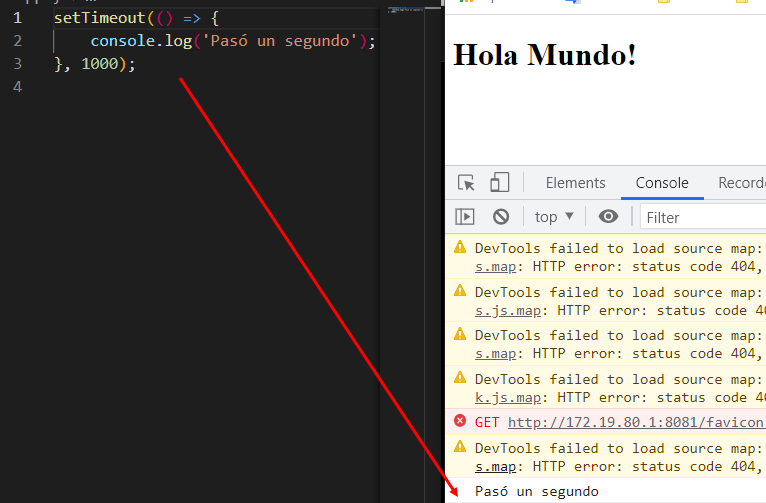 1 setTimeout(() => {
2 console.log('Pasó un segundo');
3 }, 1000);
4
Hola Mundo!
Elements Console
top Filter
DevTools failed to load source map:
s.map: HTTP error: status code 404,
DevTools failed to load source map:
s.js.map: HTTP error: status code
DevTools failed to load source map:
s.map: HTTP error: status code 404,
DevTools failed to load source map:
k.js.map: HTTP error: status code
GET http://172.19.80.1:8081/favicon
DevTools failed to load source map:
s.map: HTTP error: status code 404,
Pasó un segundo